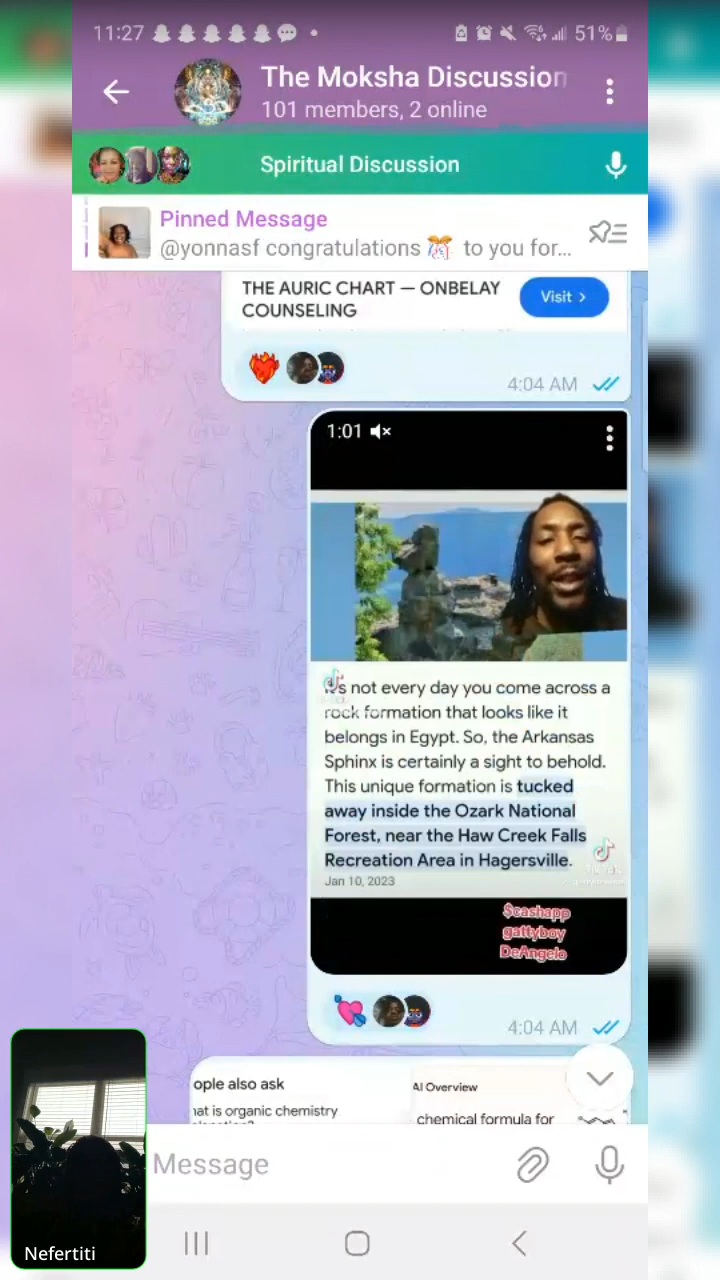 11:27
51%
The Moksha Discussion
101 members, 2 online
Spiritual Discussion
Pinned Message
@yonnasf congratulations 🎊 to you for...
THE AURIC CHART — ONBELAY
COUNSELING
Visit >
4:04 AM
1:01
It's not every day you come across a
rock formation that looks like it
belongs in Egypt. So, the Arkansas
Sphinx is certainly a sight to behold.
This unique formation is tucked
away inside the Ozark National
Forest, near the Haw Creek Falls
Recreation Area in Hagersville.
Jan 10, 2023
$cashapp
gattyboy
DeAngelo
4:04 AM
ople also ask
AI Overview
hat is organic chemistry
chemical formula for
Message
Nefertiti